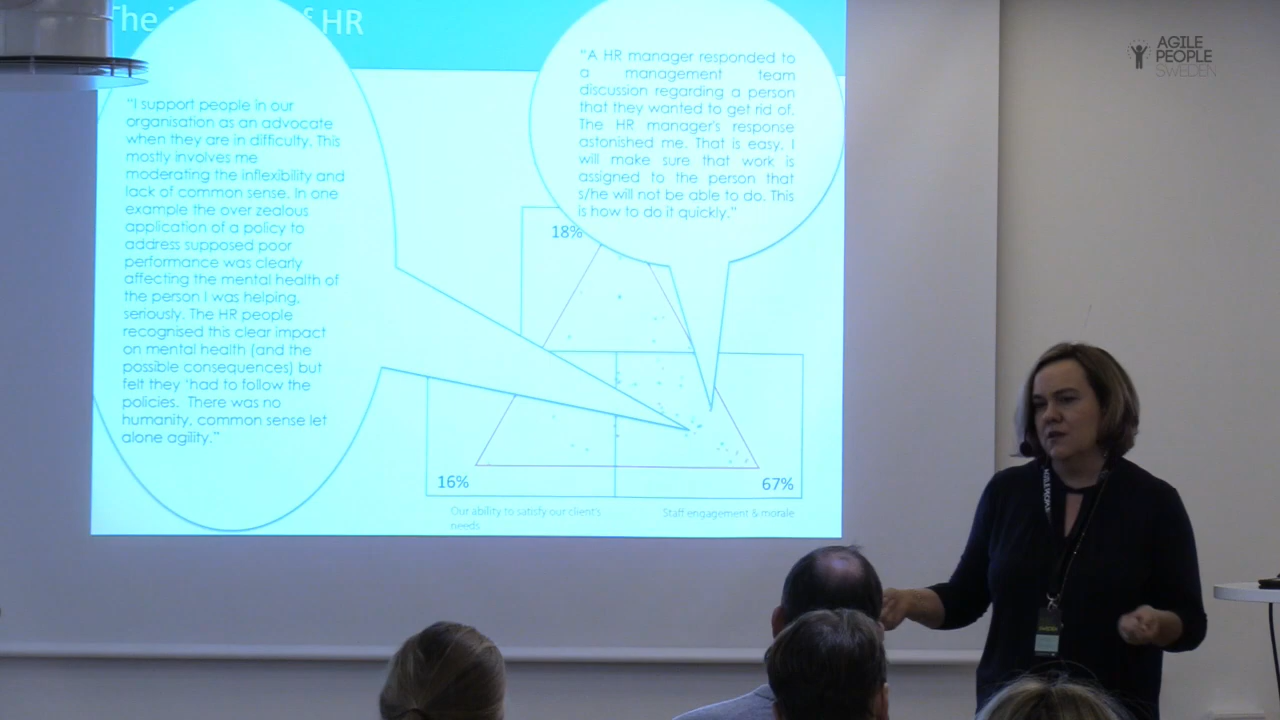 The i
f HR
AGILE
PEOPLE
SWEDEN
"I support people in our
organisation as an advocate
when they are in difficulty. This
mostly involves me
moderating the inflexibility and
lack of common sense. In one
example the over zealous
application of a policy to
address supposed poor
performance was clearly
affecting the mental health of
the person I was helping,
seriously. The HR people
recognised this clear impact
on mental health (and the
possible consequences) but
felt they 'had to follow the
policies. There was no
humanity, common sense let
alone agility."
"A HR manager responded to
a management team
discussion regarding a person
that they wanted to get rid of.
The HR manager's response
astonished me. That is easy. I
will make sure that work is
assigned to the person that
s/he will not be able to do. This
is how to do it quickly."
18%
16%
67%
Our ability to satisfy our client's
needs
Staff engagement & morale